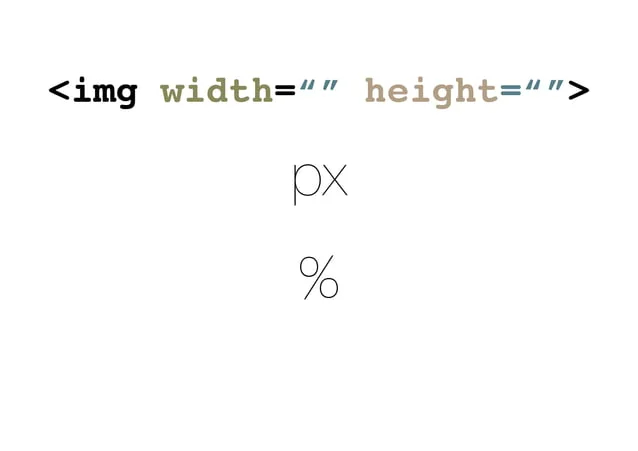 <img width=“” height=“”>
px
%